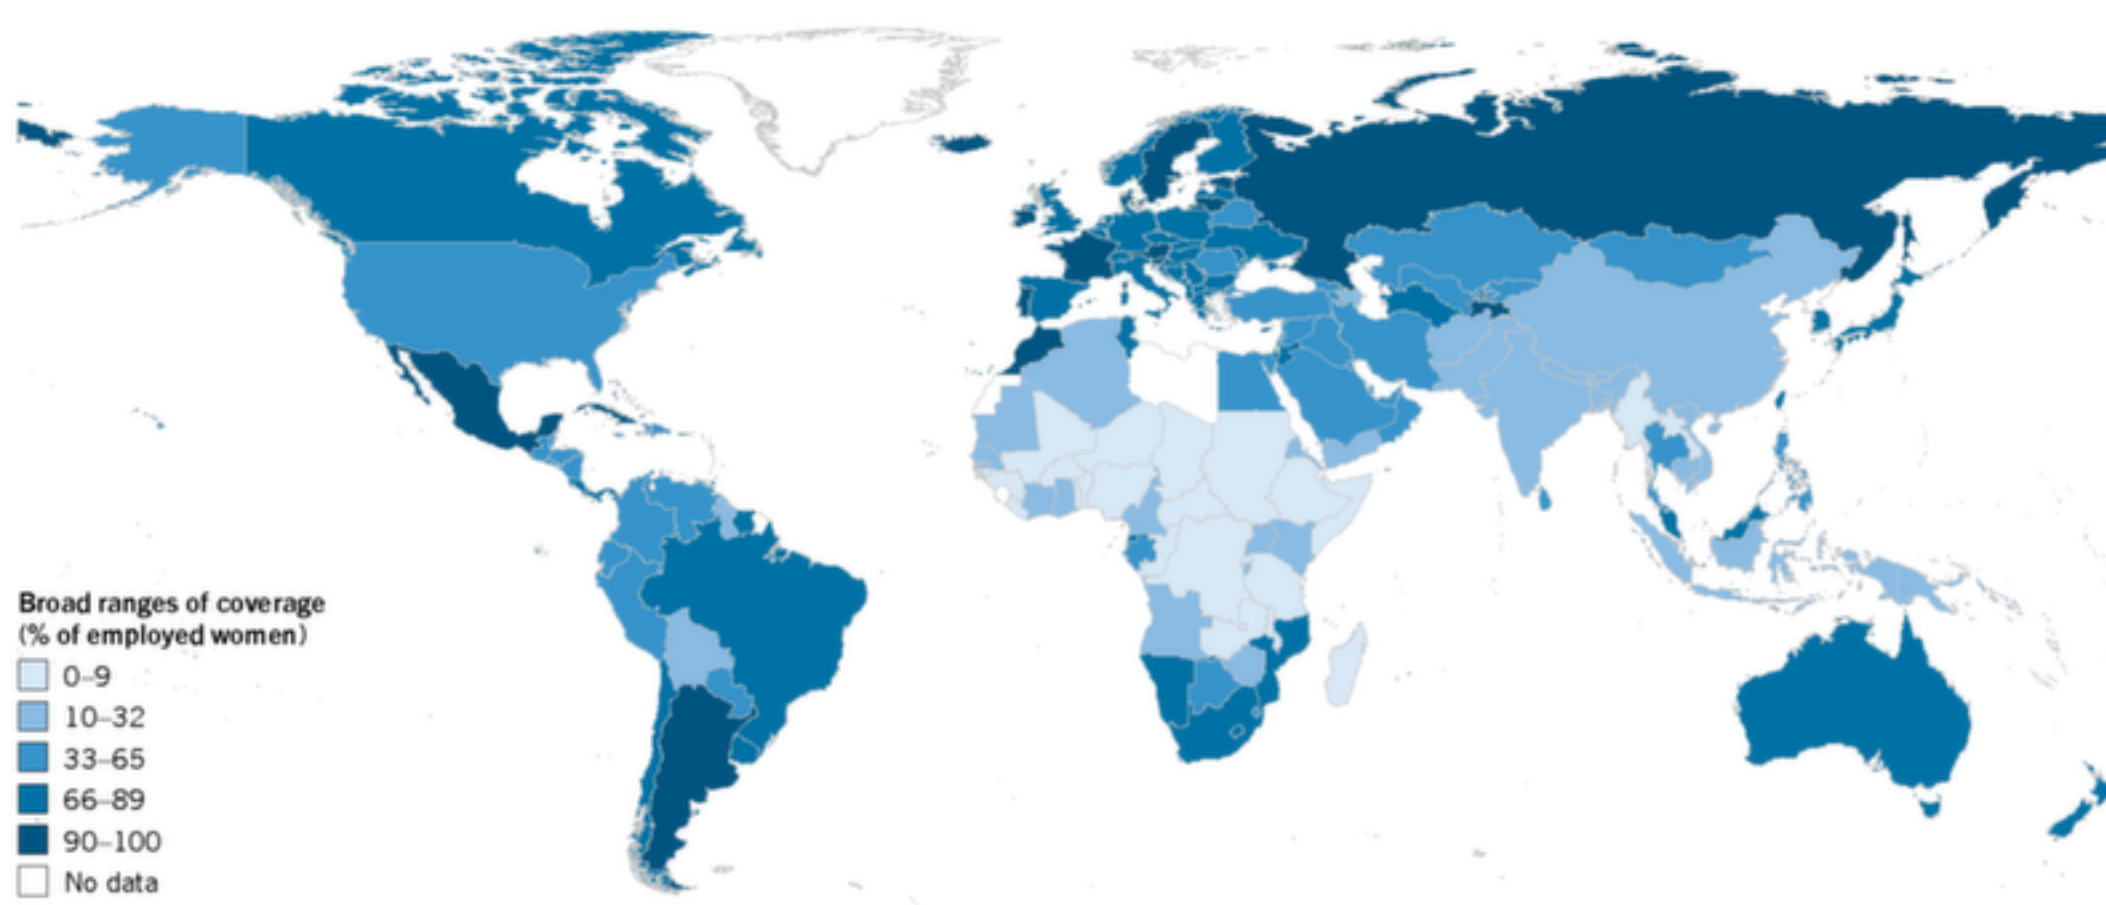 Broad ranges of coverage
(% of employed women)
0–9
10–32
33–65
66–89
90–100
No data